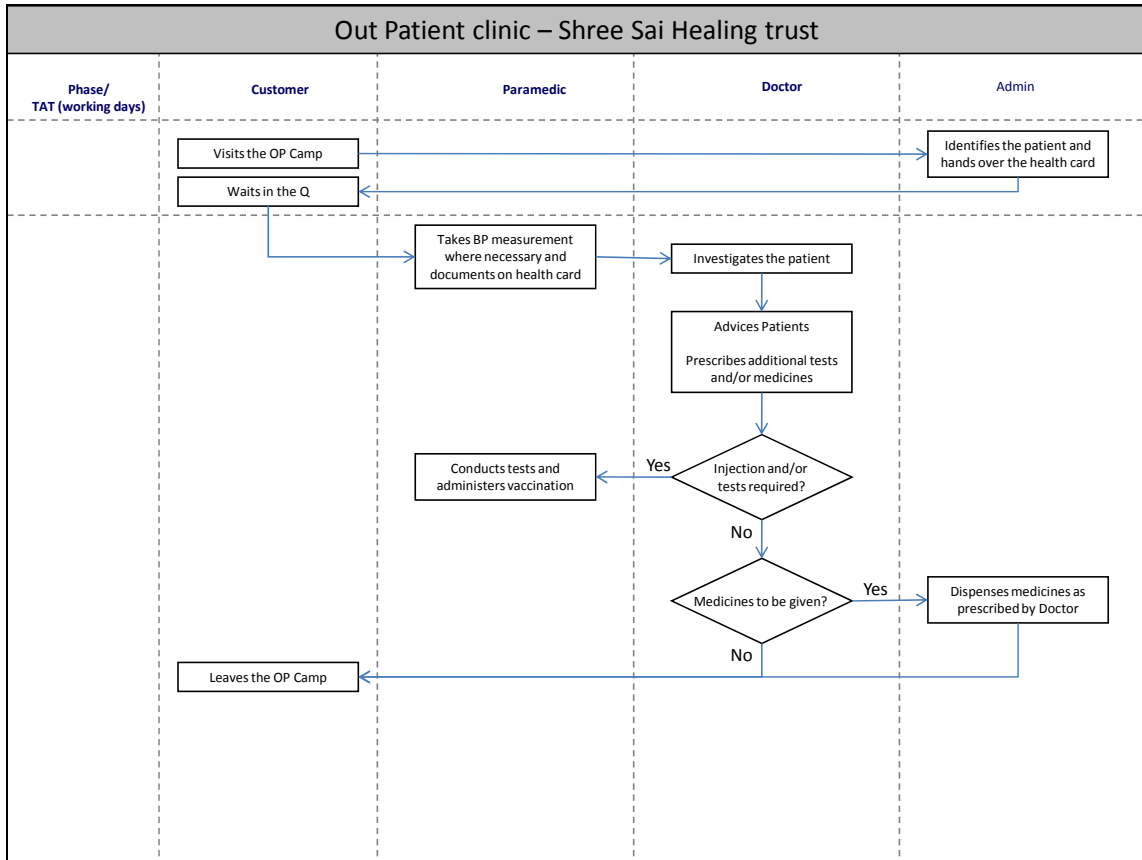 Out Patient clinic – Shree Sai Healing trust
Phase/
TAT (working days)
Customer
Paramedic
Doctor
Admin
Visits the OP Camp
Identifies the patient and
hands over the health card
Waits in the Q
Takes BP measurement
where necessary and
documents on health card
Investigates the patient
Advices Patients
Prescribes additional tests
and/or medicines
Conducts tests and
administers vaccination
Yes
Injection and/or
tests required?
No
Medicines to be given?
Yes
Dispenses medicines as
prescribed by Doctor
No
Leaves the OP Camp